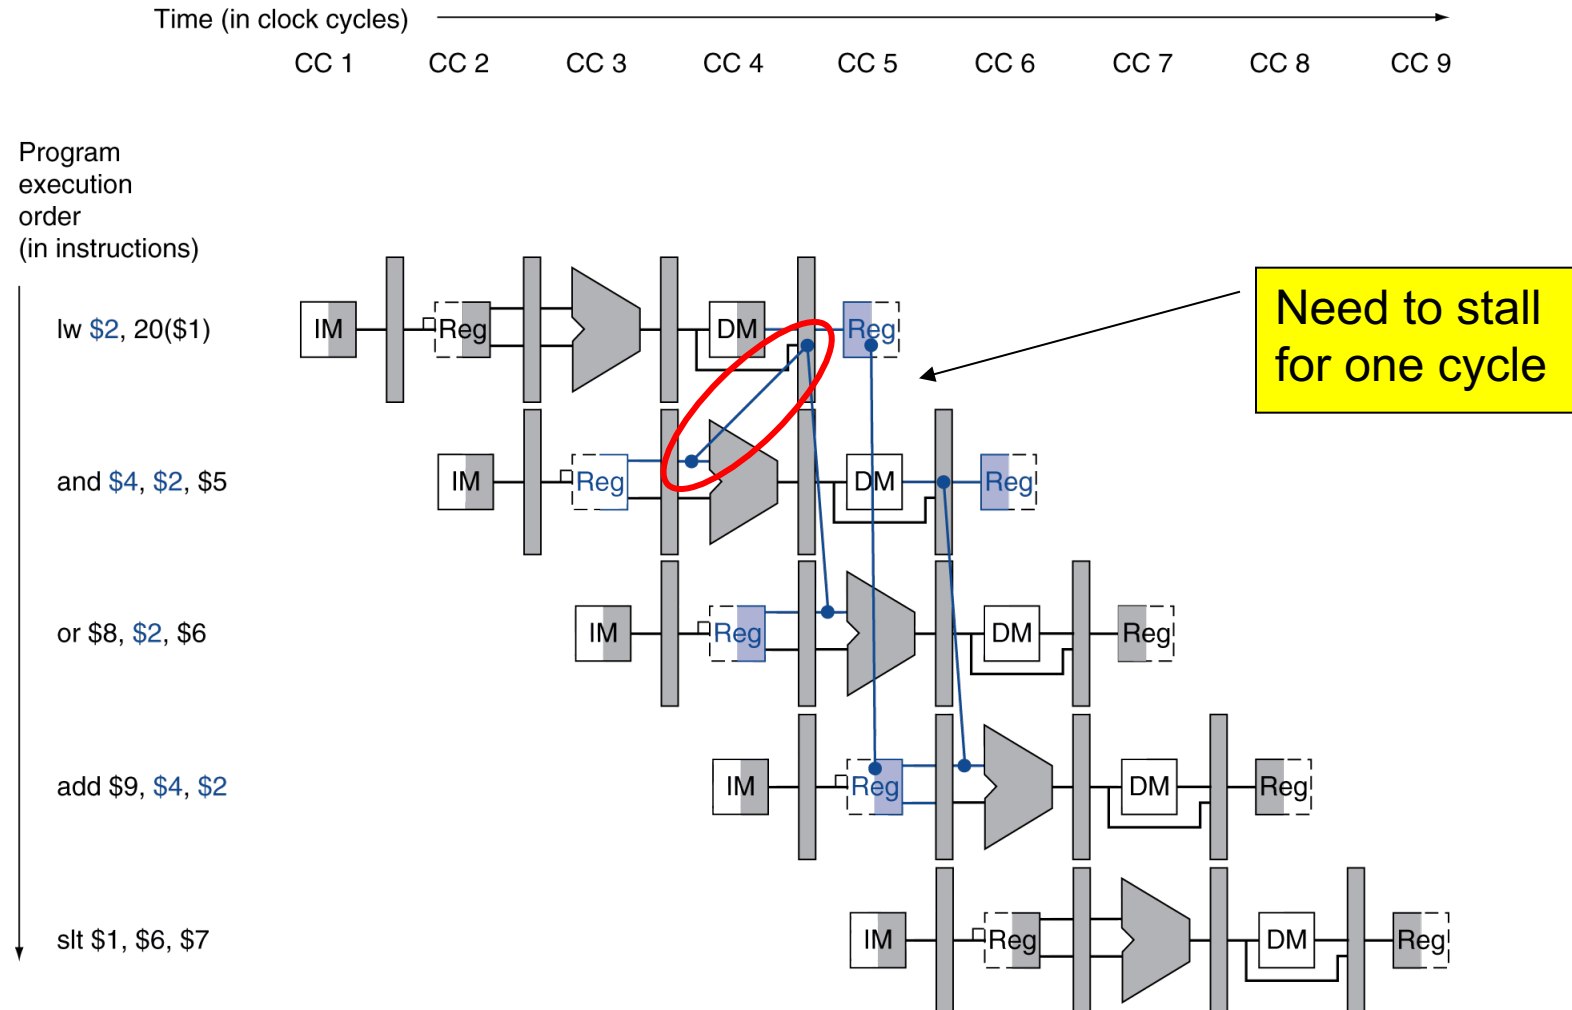 Time (in clock cycles)
CC 1 CC 2 CC 3 CC 4 CC 5 CC 6 CC 7 CC 8 CC 9
Program
execution
order
(in instructions)
Need to stall
for one cycle
lw $2, 20($1) IM Reg DM Reg
and $4, $2, $5 IM Reg DM Reg
or $8, $2, $6 IM Reg DM Reg
add $9, $4, $2 IM Reg DM Reg
slt $1, $6, $7 IM Reg DM Reg